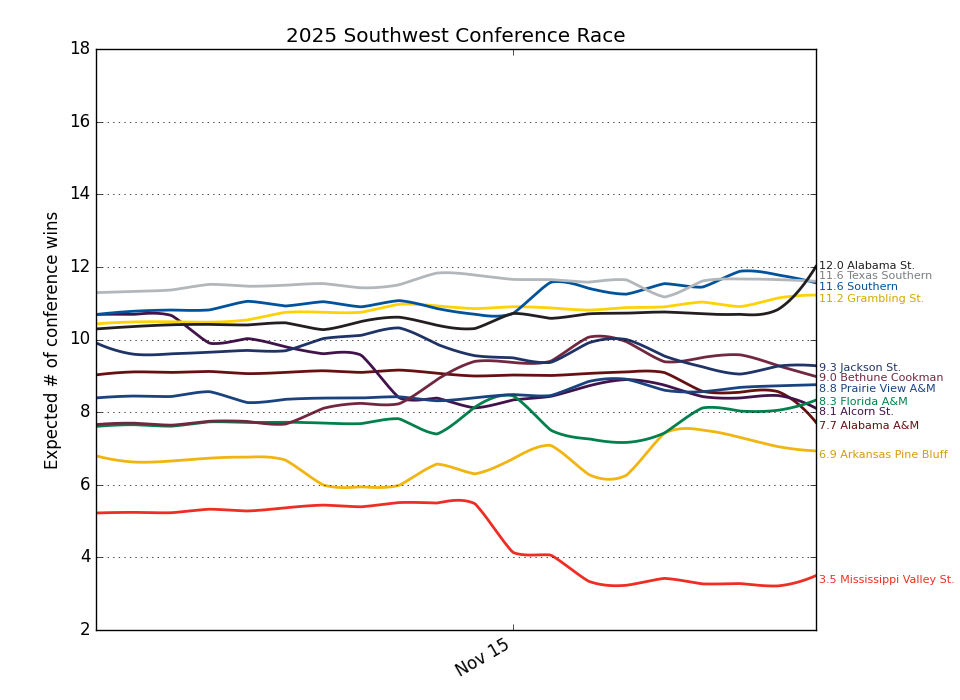 2025 Southwest Conference Race
Expected # of conference wins
18
16
14
12
10
8
6
4
2
Nov 15
12.0 Alabama St.
11.6 Texas Southern
11.6 Southern
11.2 Grambling St.
9.3 Jackson St.
9.0 Bethune Cookman
8.8 Prairie View A&M
8.3 Florida A&M
8.1 Alcorn St.
7.7 Alabama A&M
6.9 Arkansas Pine Bluff
3.5 Mississippi Valley St.